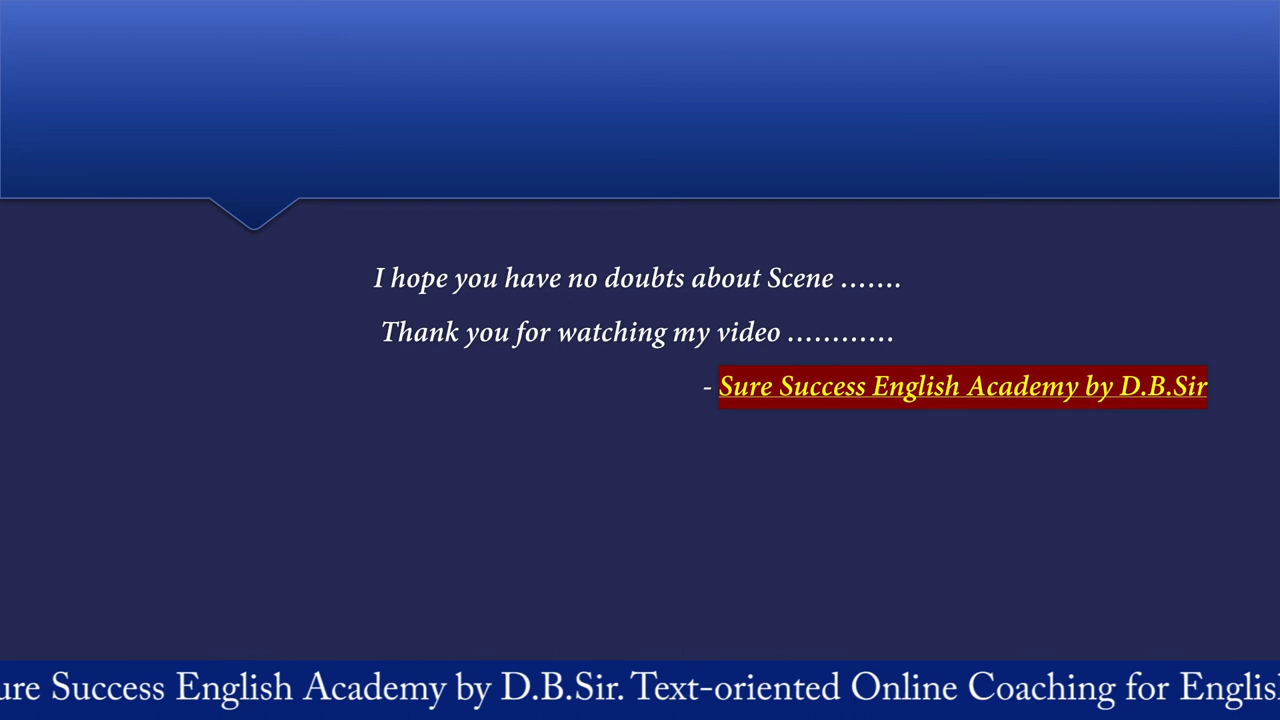 I hope you have no doubts about Scene .......
Thank you for watching my video ............
- Sure Success English Academy by D.B.Sir
ure Success English Academy by D.B.Sir. Text-oriented Online Coaching for Englis